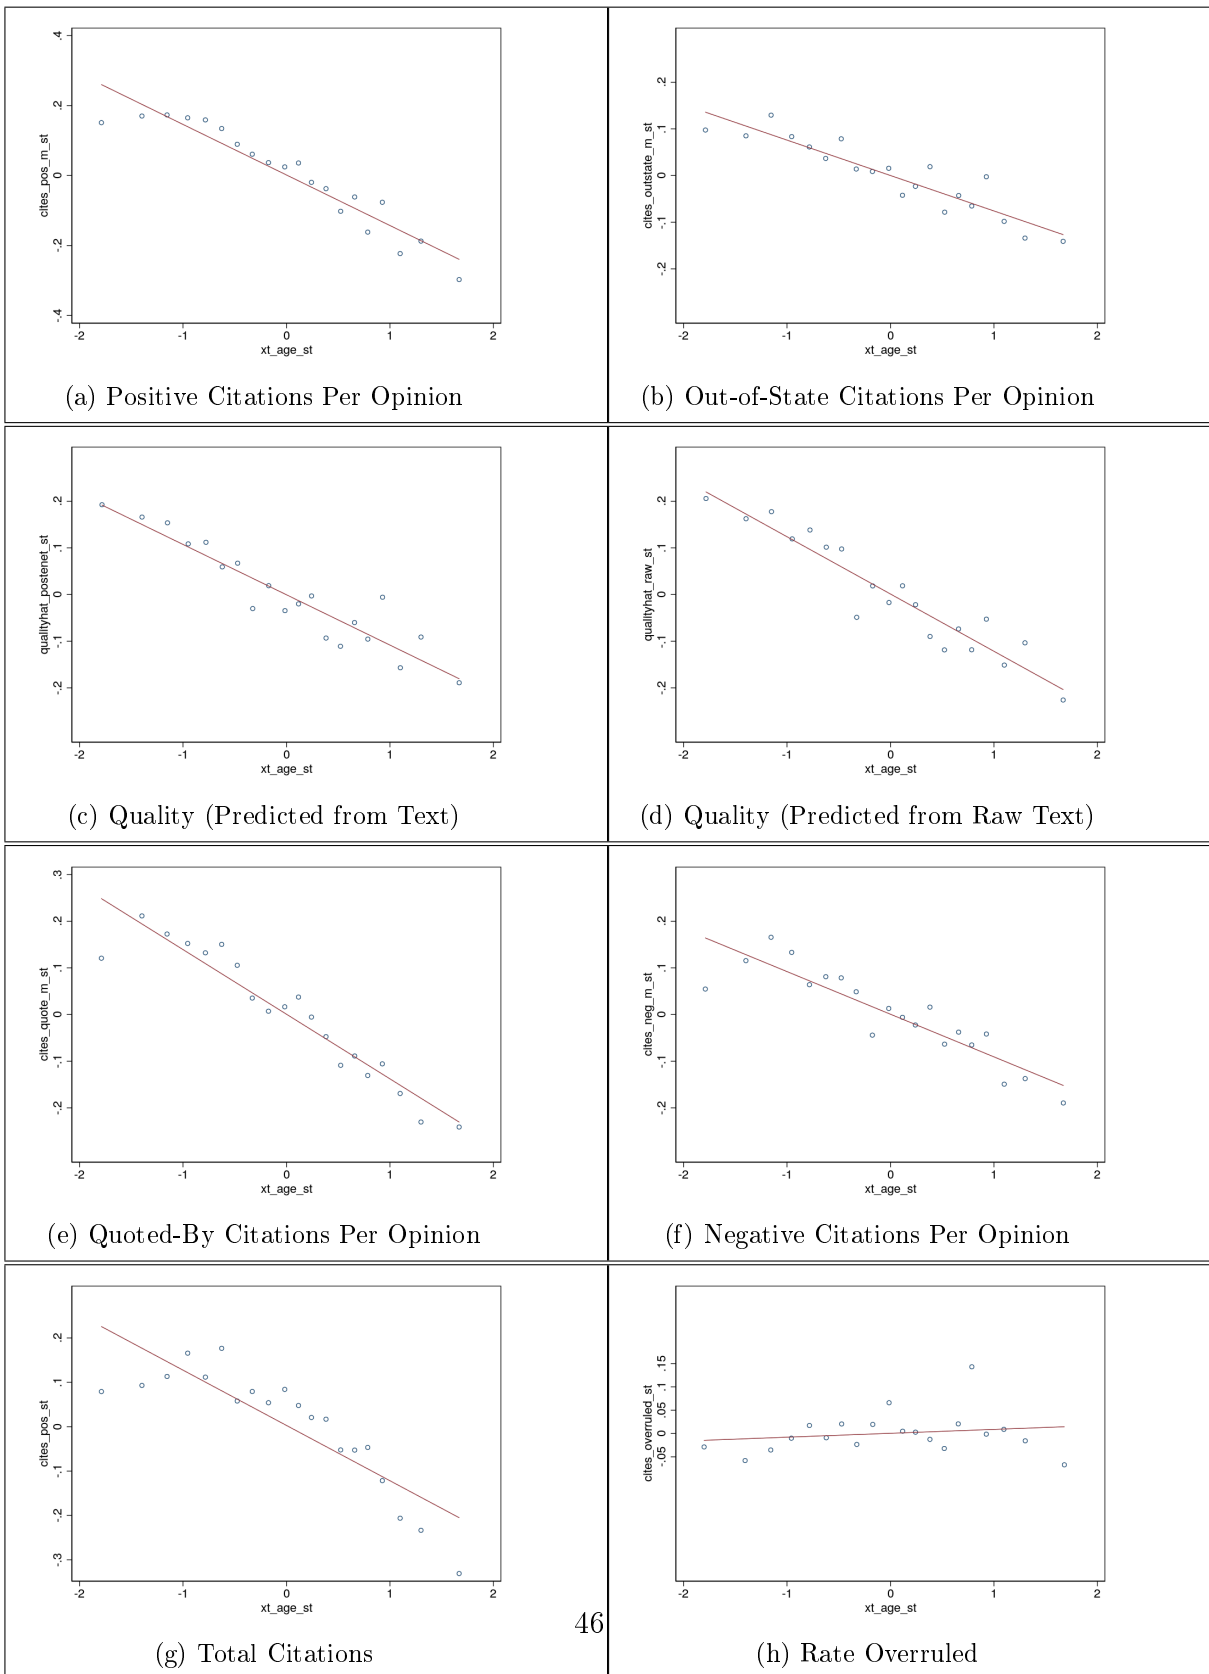 .4
.2
0
-.2
-.4
cites_pos_m_st
-2 -1 0 1 2
xt_age_st
(a) Positive Citations Per Opinion
.2
.1
0
-.1
-.2
cites_outstate_m_st
-2 -1 0 1 2
xt_age_st
(b) Out-of-State Citations Per Opinion
.2
.1
0
-.1
-.2
qualityhat_postenet_st
-2 -1 0 1 2
xt_age_st
(c) Quality (Predicted from Text)
.2
.1
0
-.1
-.2
qualityhat_raw_st
-2 -1 0 1 2
xt_age_st
(d) Quality (Predicted from Raw Text)
.3
.2
.1
0
-.1
-.2
cites_quote_m_st
-2 -1 0 1 2
xt_age_st
(e) Quoted-By Citations Per Opinion
.2
.1
0
-.1
-.2
cites_neg_m_st
-2 -1 0 1 2
xt_age_st
(f) Negative Citations Per Opinion
.2
.1
0
-.1
-.2
-.3
cites_pos_st
-2 -1 0 1 2
xt_age_st
(g) Total Citations
.15
.1
.05
0
-.05
cites_overruled_st
-2 -1 0 1 2
xt_age_st
(h) Rate Overruled
46